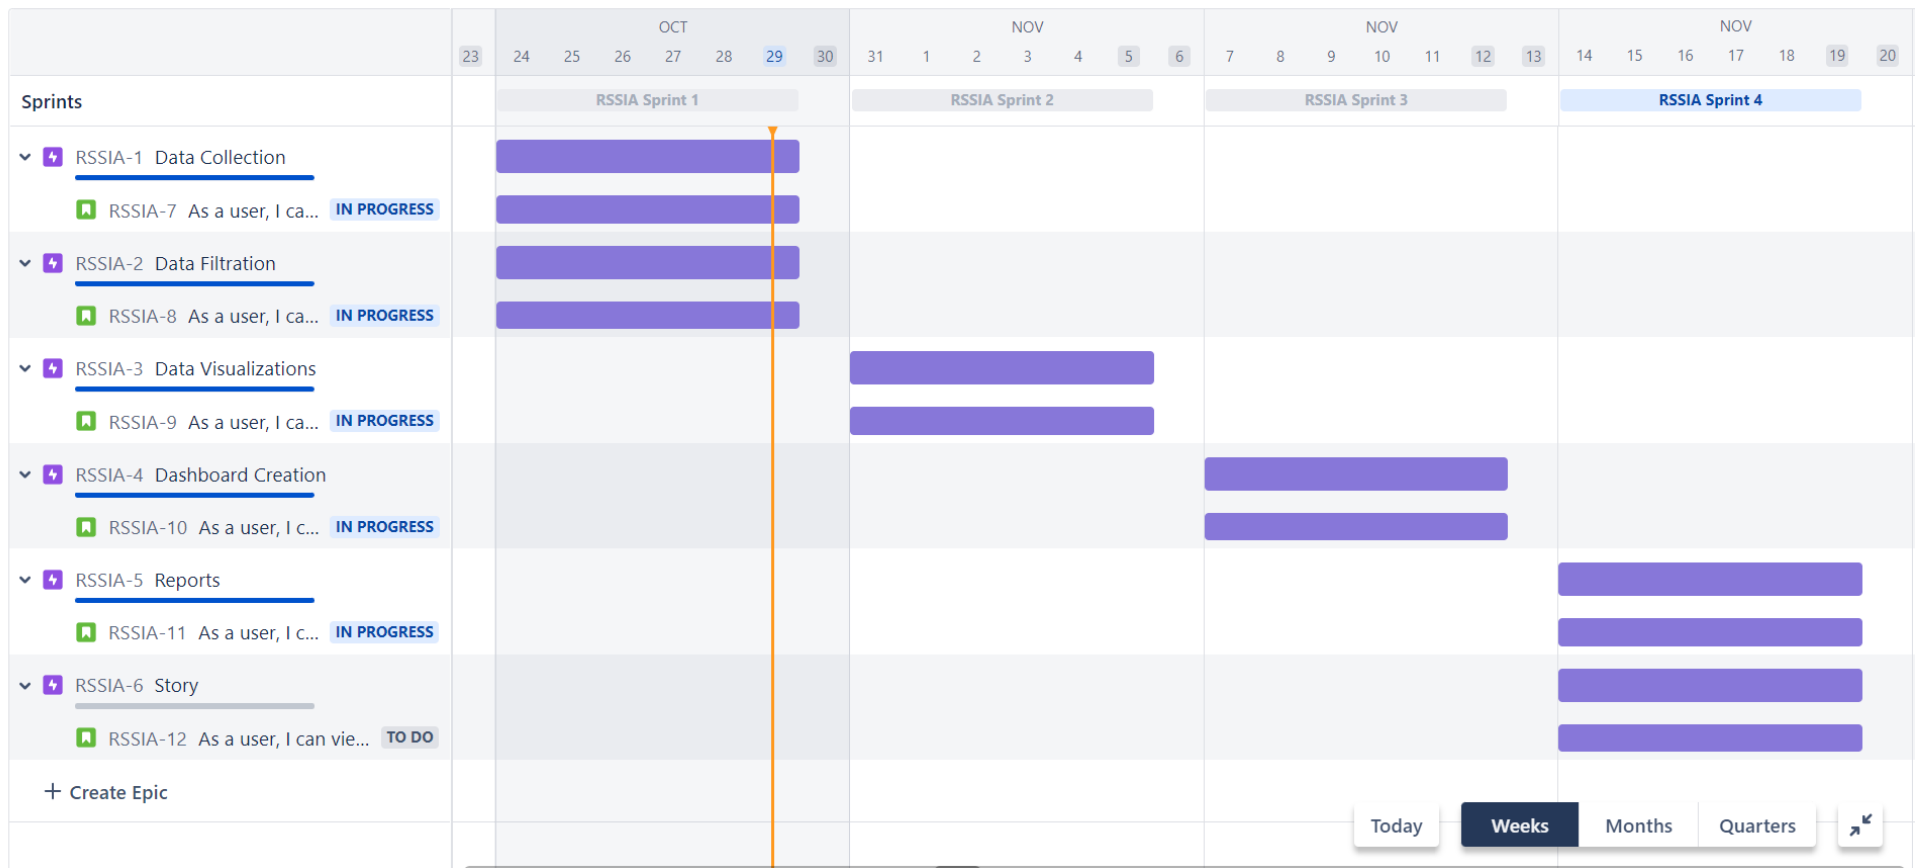 OCT NOV NOV NOV
23 24 25 26 27 28 29 30 31 1 2 3 4 5 6 7 8 9 10 11 12 13 14 15 16 17 18 19 20
Sprints RSSIA Sprint 1 RSSIA Sprint 2 RSSIA Sprint 3 RSSIA Sprint 4
RSSIA-1 Data Collection
RSSIA-7 As a user, I ca... IN PROGRESS
RSSIA-2 Data Filtration
RSSIA-8 As a user, I ca... IN PROGRESS
RSSIA-3 Data Visualizations
RSSIA-9 As a user, I ca... IN PROGRESS
RSSIA-4 Dashboard Creation
RSSIA-10 As a user, I c... IN PROGRESS
RSSIA-5 Reports
RSSIA-11 As a user, I c... IN PROGRESS
RSSIA-6 Story
RSSIA-12 As a user, I can vie... TO DO
+ Create Epic
Today Weeks Months Quarters